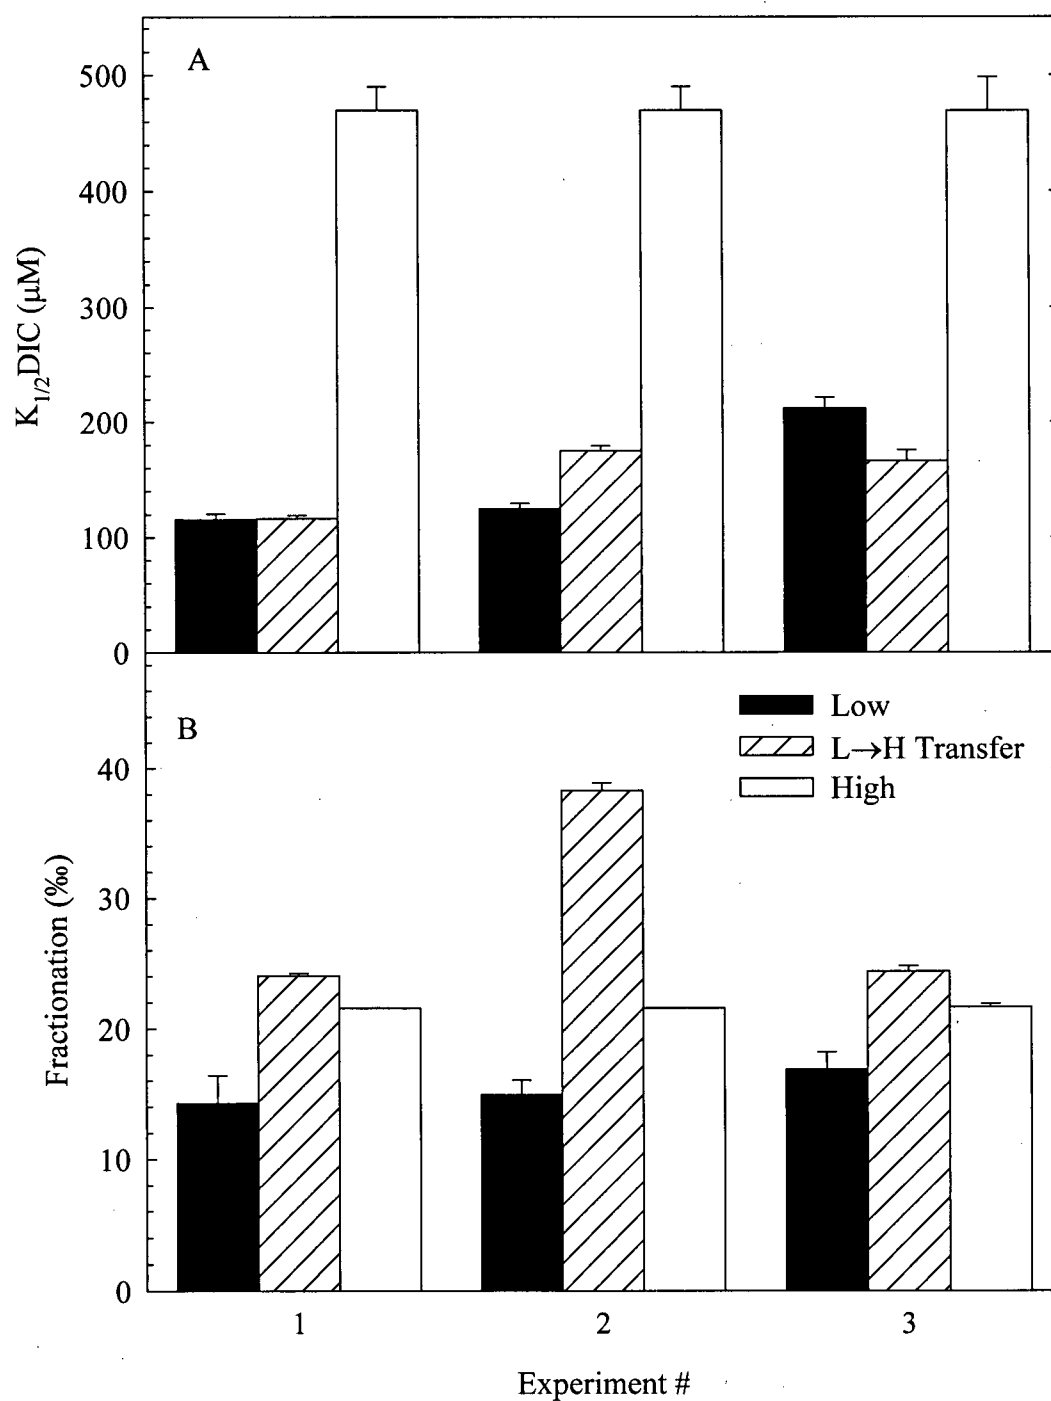 A
500
400
300
200
100
0
K1/2DIC (µM)
B
Low
L→H Transfer
High
40
30
20
10
0
Fractionation (‰)
1 2 3
Experiment #